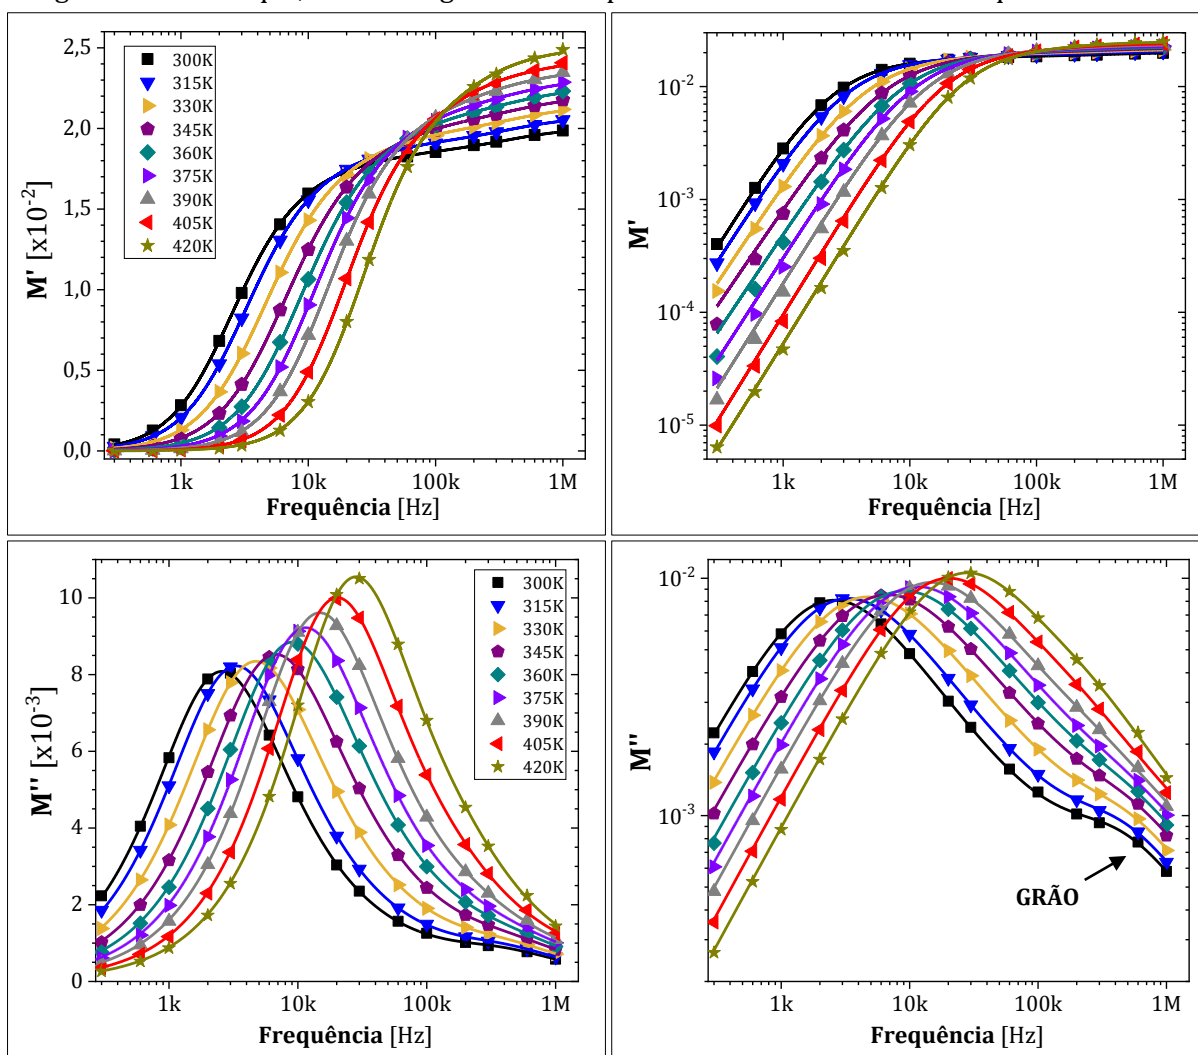 2,5
2,0
1,5
1,0
0,5
0,0
M' [x10⁻²]
300K
315K
330K
345K
360K
375K
390K
405K
420K
1k
10k
100k
1M
Frequência [Hz]
10⁻²
10⁻³
10⁻⁴
10⁻⁵
M'
1k
10k
100k
1M
Frequência [Hz]
10
8
6
4
2
0
M'' [x10⁻³]
300K
315K
330K
345K
360K
375K
390K
405K
420K
1k
10k
100k
1M
Frequência [Hz]
10⁻²
10⁻³
M''
GRÃO
1k
10k
100k
1M
Frequência [Hz]